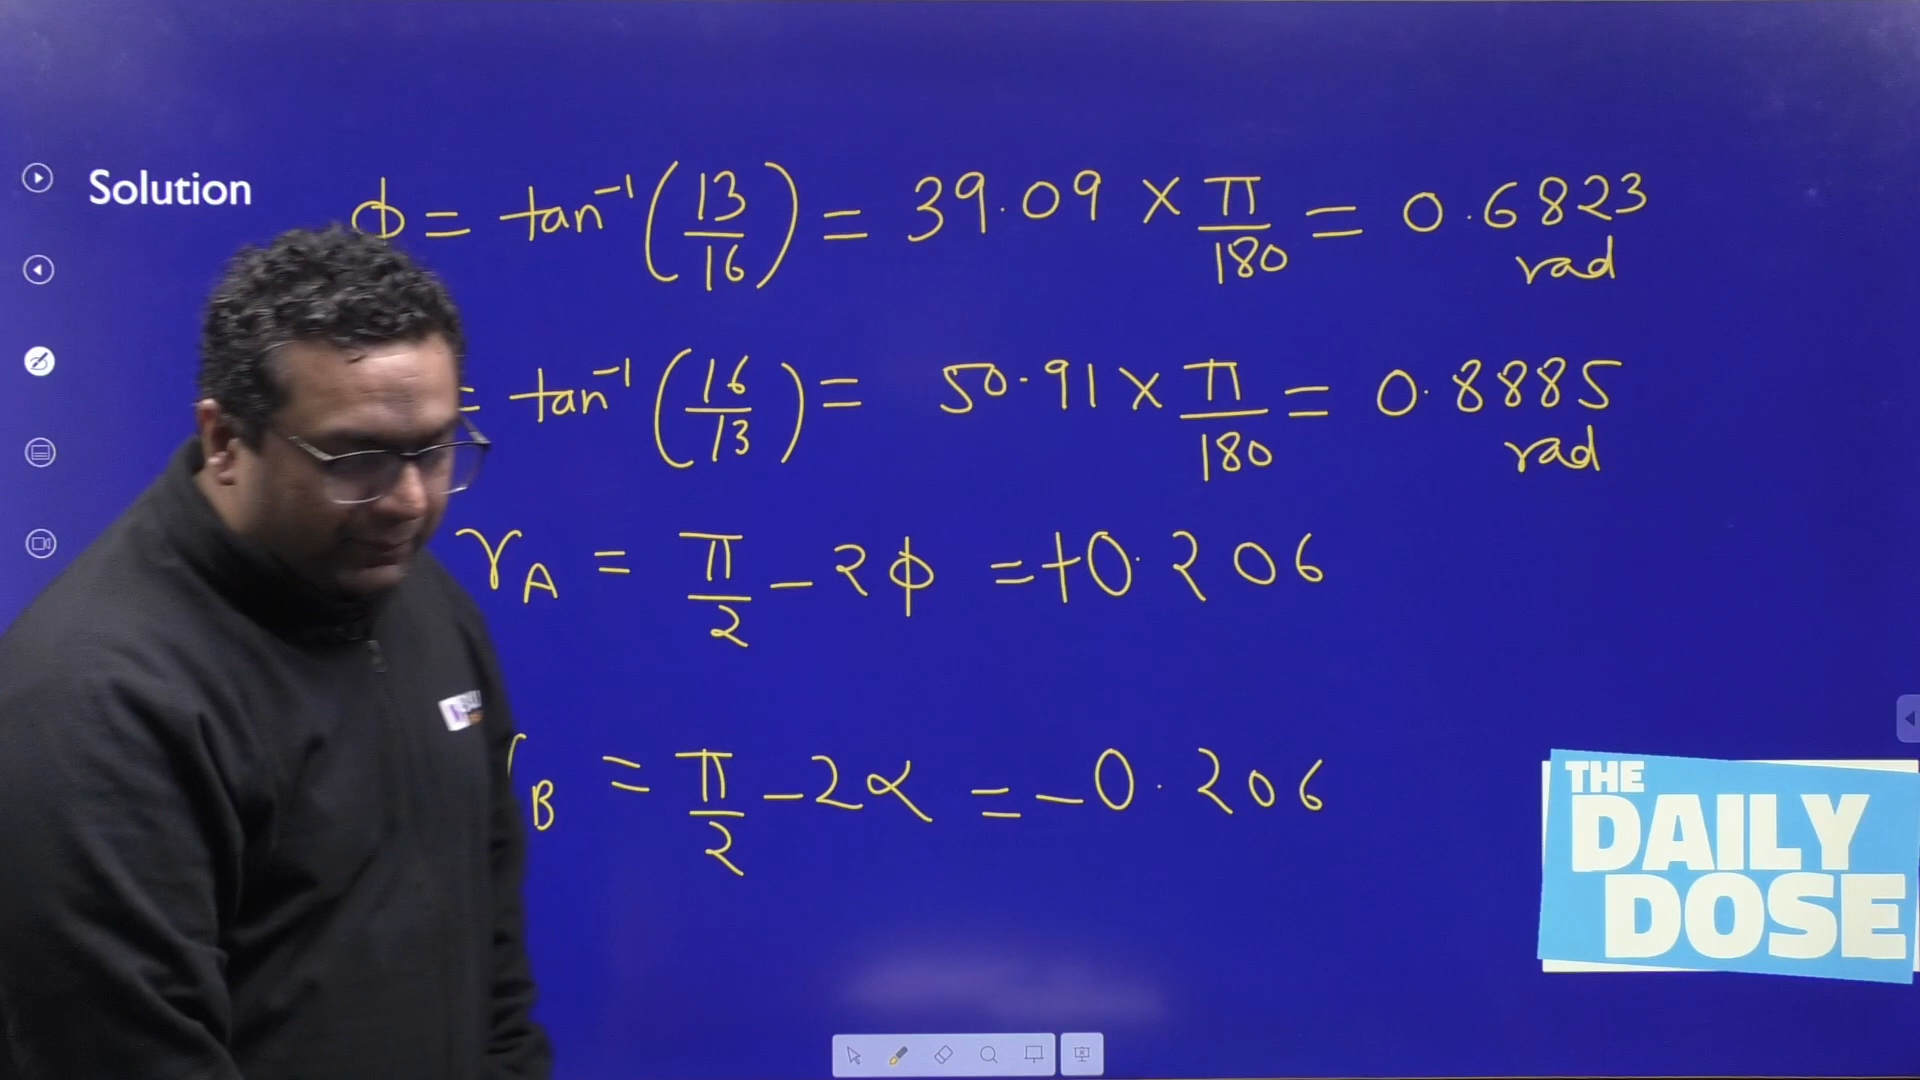 Solution
ϕ = tan⁻¹(13/16) = 39.09 × π/180 = 0.6823 rad
= tan⁻¹(16/13) = 50.91 × π/180 = 0.8885 rad
γA = π/2 − 2ϕ = +0.206
B = π/2 − 2α = −0.206
THE
DAILY
DOSE